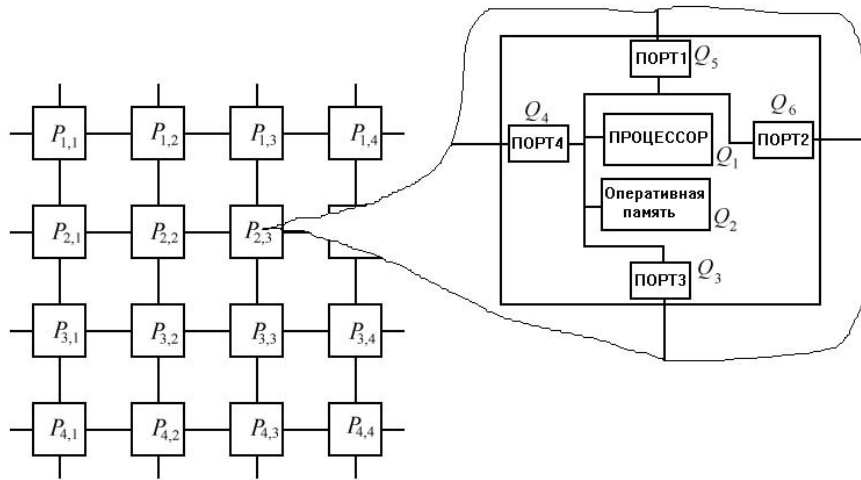 P1,1 P1,2 P1,3 P1,4
P2,1 P2,2 P2,3
P3,1 P3,2 P3,3 P3,4
P4,1 P4,2 P4,3 P4,4
ПОРТ1 Q5
Q4 Q6
ПОРТ4 ПРОЦЕССОР ПОРТ2
Q1
Оперативная
память
Q2
ПОРТ3 Q3